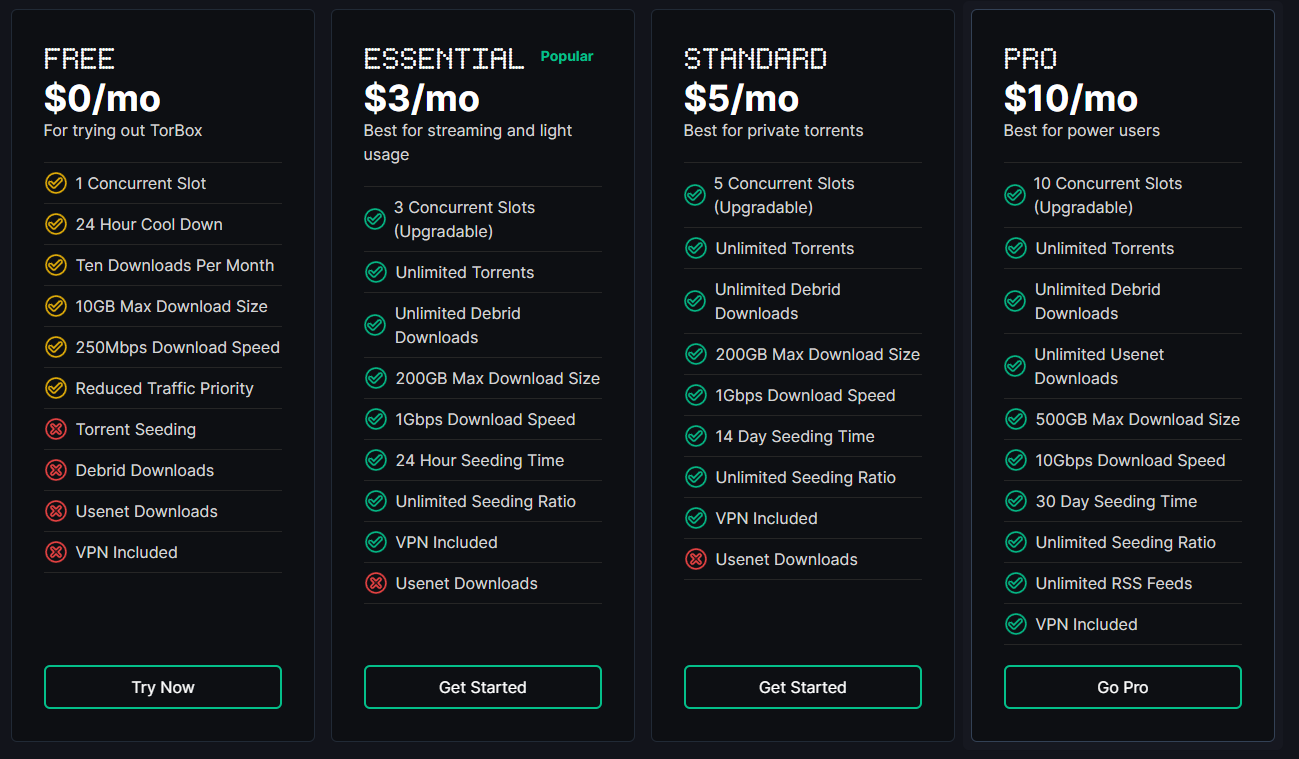 FREE
$0/mo
For trying out TorBox
1 Concurrent Slot
24 Hour Cool Down
Ten Downloads Per Month
10GB Max Download Size
250Mbps Download Speed
Reduced Traffic Priority
Torrent Seeding
Debrid Downloads
Usenet Downloads
VPN Included
Try Now
ESSENTIAL Popular
$3/mo
Best for streaming and light
usage
3 Concurrent Slots
(Upgradable)
Unlimited Torrents
Unlimited Debrid
Downloads
200GB Max Download Size
1Gbps Download Speed
24 Hour Seeding Time
Unlimited Seeding Ratio
VPN Included
Usenet Downloads
Get Started
STANDARD
$5/mo
Best for private torrents
5 Concurrent Slots
(Upgradable)
Unlimited Torrents
Unlimited Debrid
Downloads
200GB Max Download Size
1Gbps Download Speed
14 Day Seeding Time
Unlimited Seeding Ratio
VPN Included
Usenet Downloads
Get Started
PRO
$10/mo
Best for power users
10 Concurrent Slots
(Upgradable)
Unlimited Torrents
Unlimited Debrid
Downloads
Unlimited Usenet
Downloads
500GB Max Download Size
10Gbps Download Speed
30 Day Seeding Time
Unlimited Seeding Ratio
Unlimited RSS Feeds
VPN Included
Go Pro